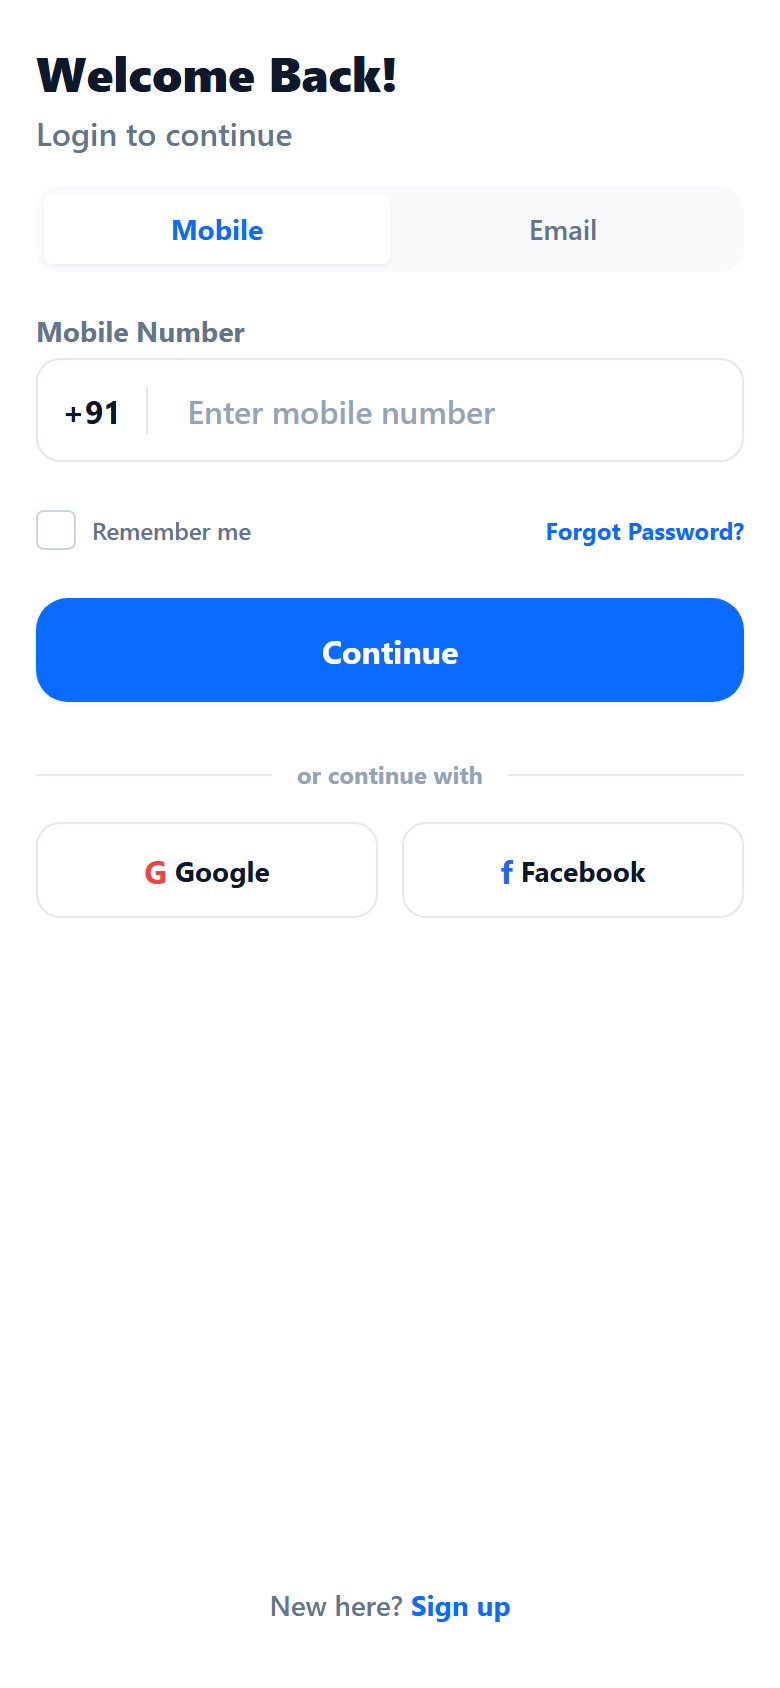 Welcome Back!
Login to continue
Mobile
Email
Mobile Number
+91 Enter mobile number
Remember me
Forgot Password?
Continue
or continue with
G Google
f Facebook
New here? Sign up